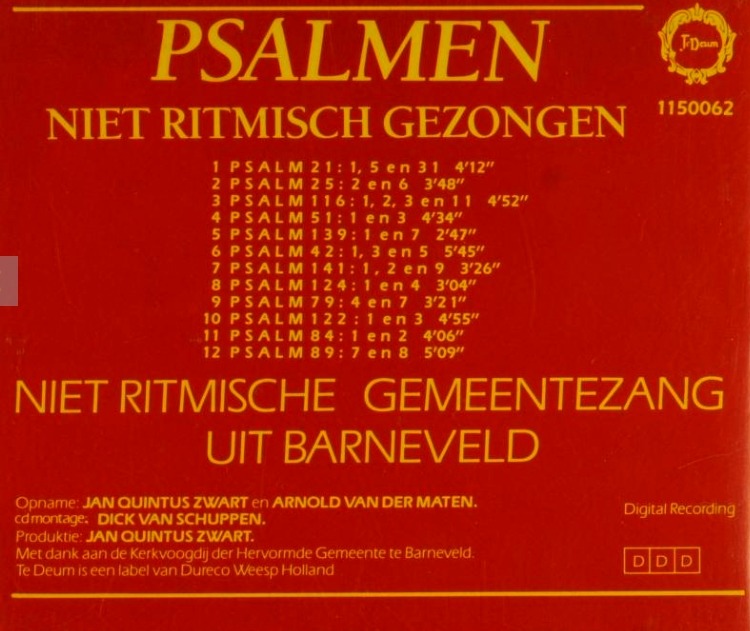 PSALMEN
Te Deum
1150062
NIET RITMISCH GEZONGEN
1 PSALM 21: 1, 5 en 31 4'12"
2 PSALM 25: 2 en 6 3'48"
3 PSALM 116: 1, 2, 3 en 11 4'52"
4 PSALM 51: 1 en 3 4'34"
5 PSALM 139: 1 en 7 2'47"
6 PSALM 42: 1, 3 en 5 5'45"
7 PSALM 141: 1, 2 en 9 3'26"
8 PSALM 124: 1 en 4 3'04"
9 PSALM 79: 4 en 7 3'21"
10 PSALM 122: 1 en 3 4'55"
11 PSALM 84: 1 en 2 4'06"
12 PSALM 89: 7 en 8 5'09"
NIET RITMISCHE GEMEENTEZANG
UIT BARNEVELD
Opname: JAN QUINTUS ZWART en ARNOLD VAN DER MATEN.
cd montage: DICK VAN SCHUPPEN.
Produktie: JAN QUINTUS ZWART.
Met dank aan de Kerkvoogdij der Hervormde Gemeente te Barneveld.
Te Deum is een label van Dureco Weesp Holland
Digital Recording
D D D